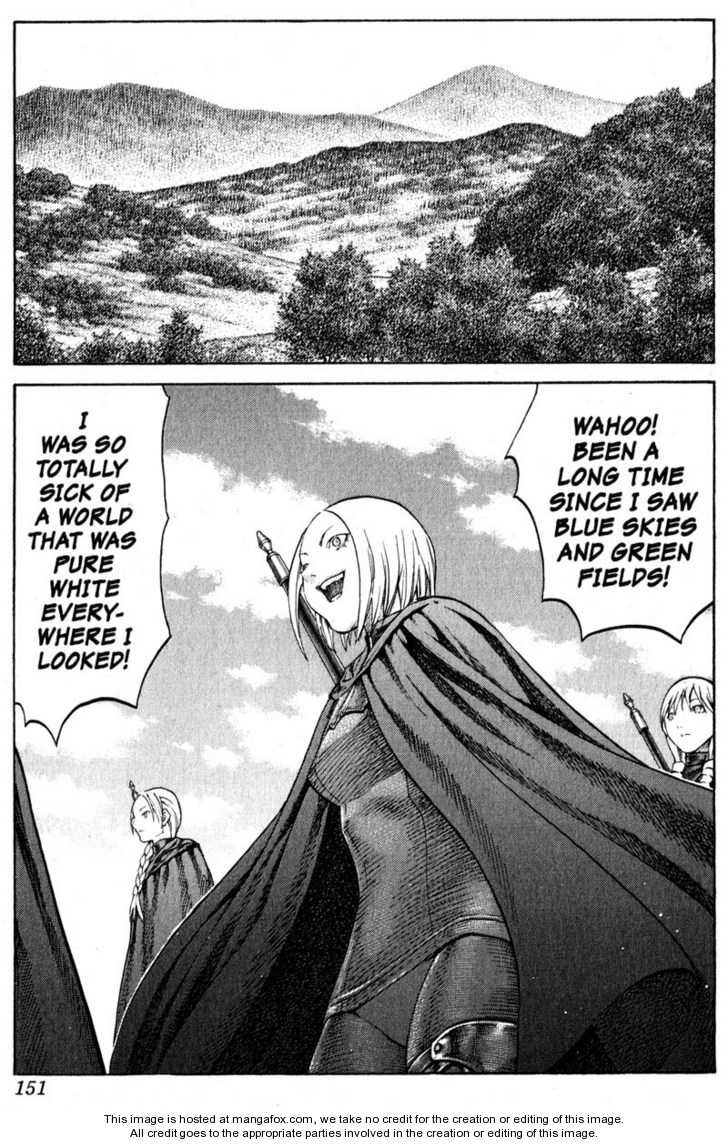 WAHOO!
BEEN A
LONG TIME
SINCE I SAW
BLUE SKIES
AND GREEN
FIELDS!
I
WAS SO
TOTALLY
SICK OF
A WORLD
THAT WAS
PURE
WHITE
EVERY-
WHERE I
LOOKED!
151
This image is hosted at mangafox.com, we take no credit for the creation or editing of this image.
All credit goes to the appropriate parties involved in the creation or editing of this image.